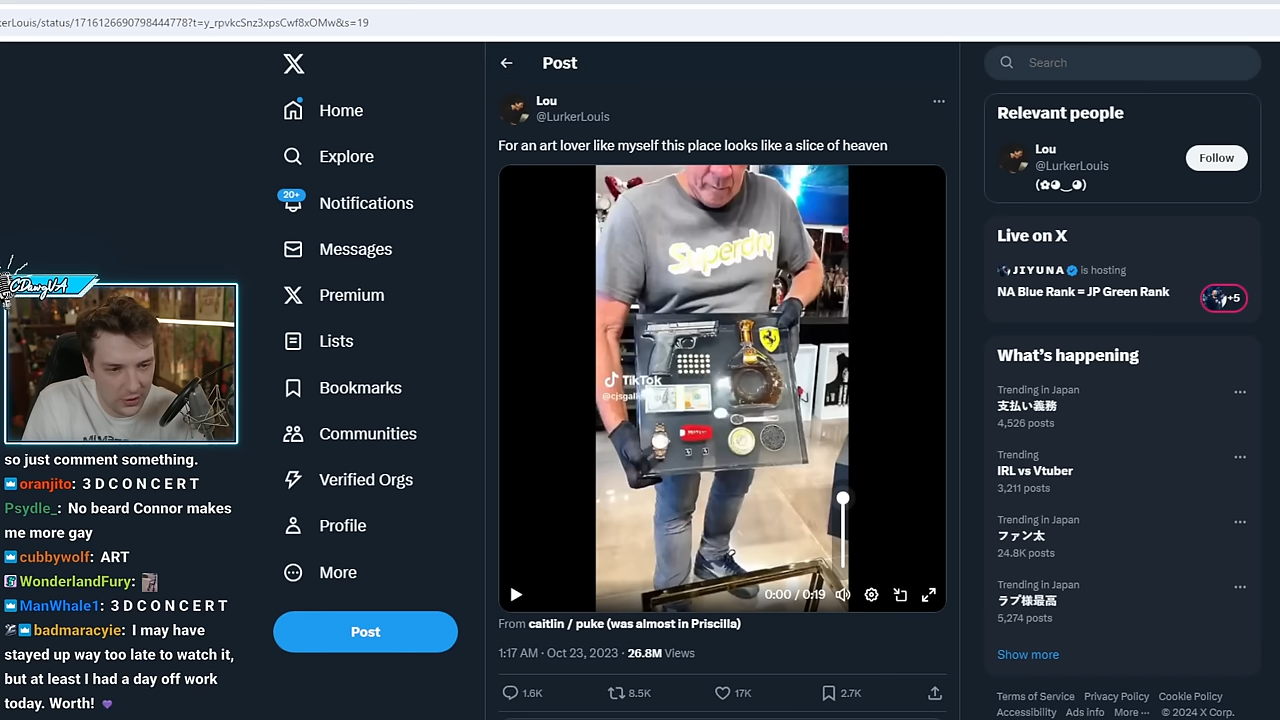 erLouis/status/1716126690798444778?t=y_rpvkcSnz3xpsCwf8xOMw&s=19
Home
Explore
20+
Notifications
Messages
Premium
Lists
Bookmarks
Communities
Verified Orgs
Profile
More
Post
CDawgVA
so just comment something.
oranjito: 3 D C O N C E R T
Psydle_: No beard Connor makes
me more gay
cubbywolf: ART
WonderlandFury:
ManWhale1: 3 D C O N C E R T
badmaracyie: I may have
stayed up way too late to watch it,
but at least I had a day off work
today. Worth! 💜
Post
Lou
@LurkerLouis
For an art lover like myself this place looks like a slice of heaven
Superdry
TikTok
0:00 / 0:19
From caitlin / puke (was almost in Priscilla)
1:17 AM · Oct 23, 2023 · 26.8M Views
1.6K
8.5K
17K
2.7K
Search
Relevant people
Lou
@LurkerLouis
(✿◕‿◕)
Follow
Live on X
JIYUNA is hosting
NA Blue Rank = JP Green Rank
+5
What's happening
Trending in Japan
支払い義務
4,526 posts
Trending
IRL vs Vtuber
3,211 posts
Trending in Japan
ファン太
24.8K posts
Trending in Japan
ラブ様最高
5,274 posts
Show more
Terms of Service Privacy Policy Cookie Policy
Accessibility Ads info More ··· © 2024 X Corp.